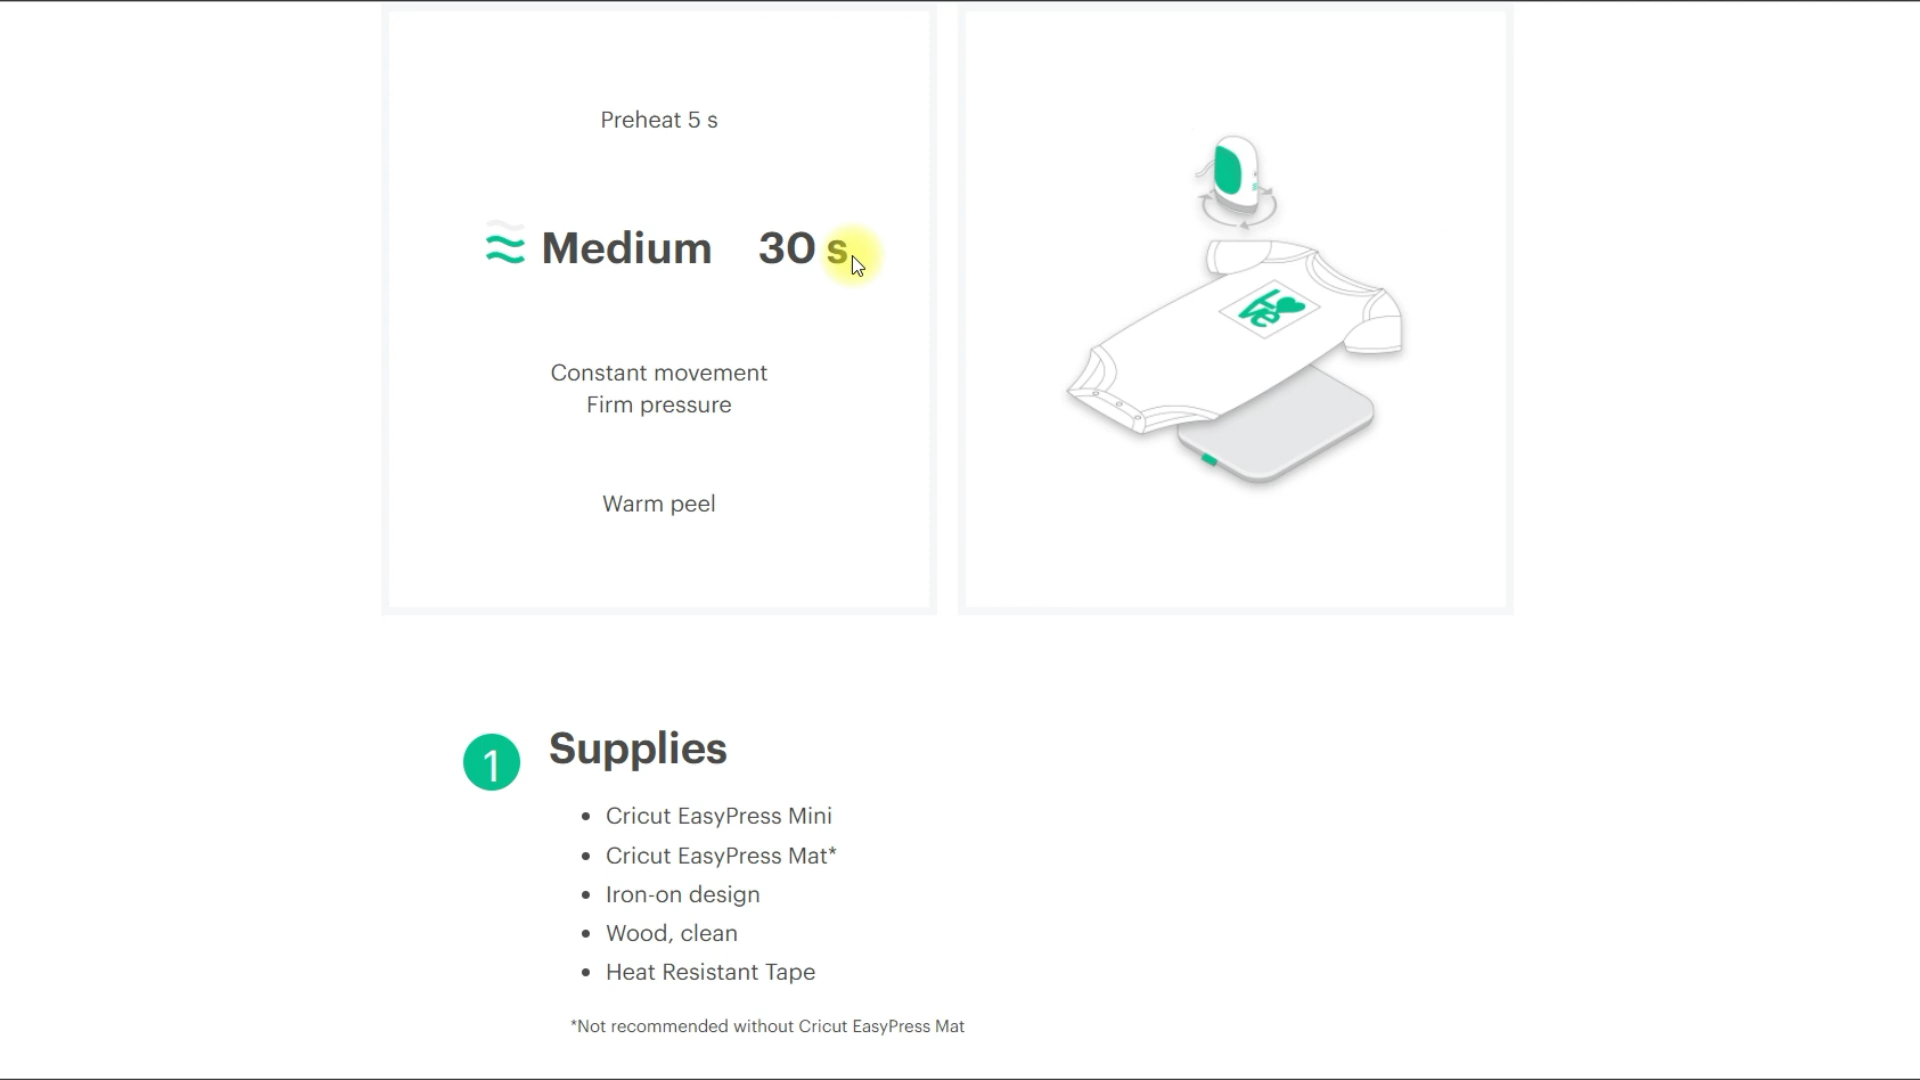 Preheat 5 s
Medium 30 s
Constant movement
Firm pressure
Warm peel
LOVe
1 Supplies
• Cricut EasyPress Mini
• Cricut EasyPress Mat*
• Iron-on design
• Wood, clean
• Heat Resistant Tape
*Not recommended without Cricut EasyPress Mat